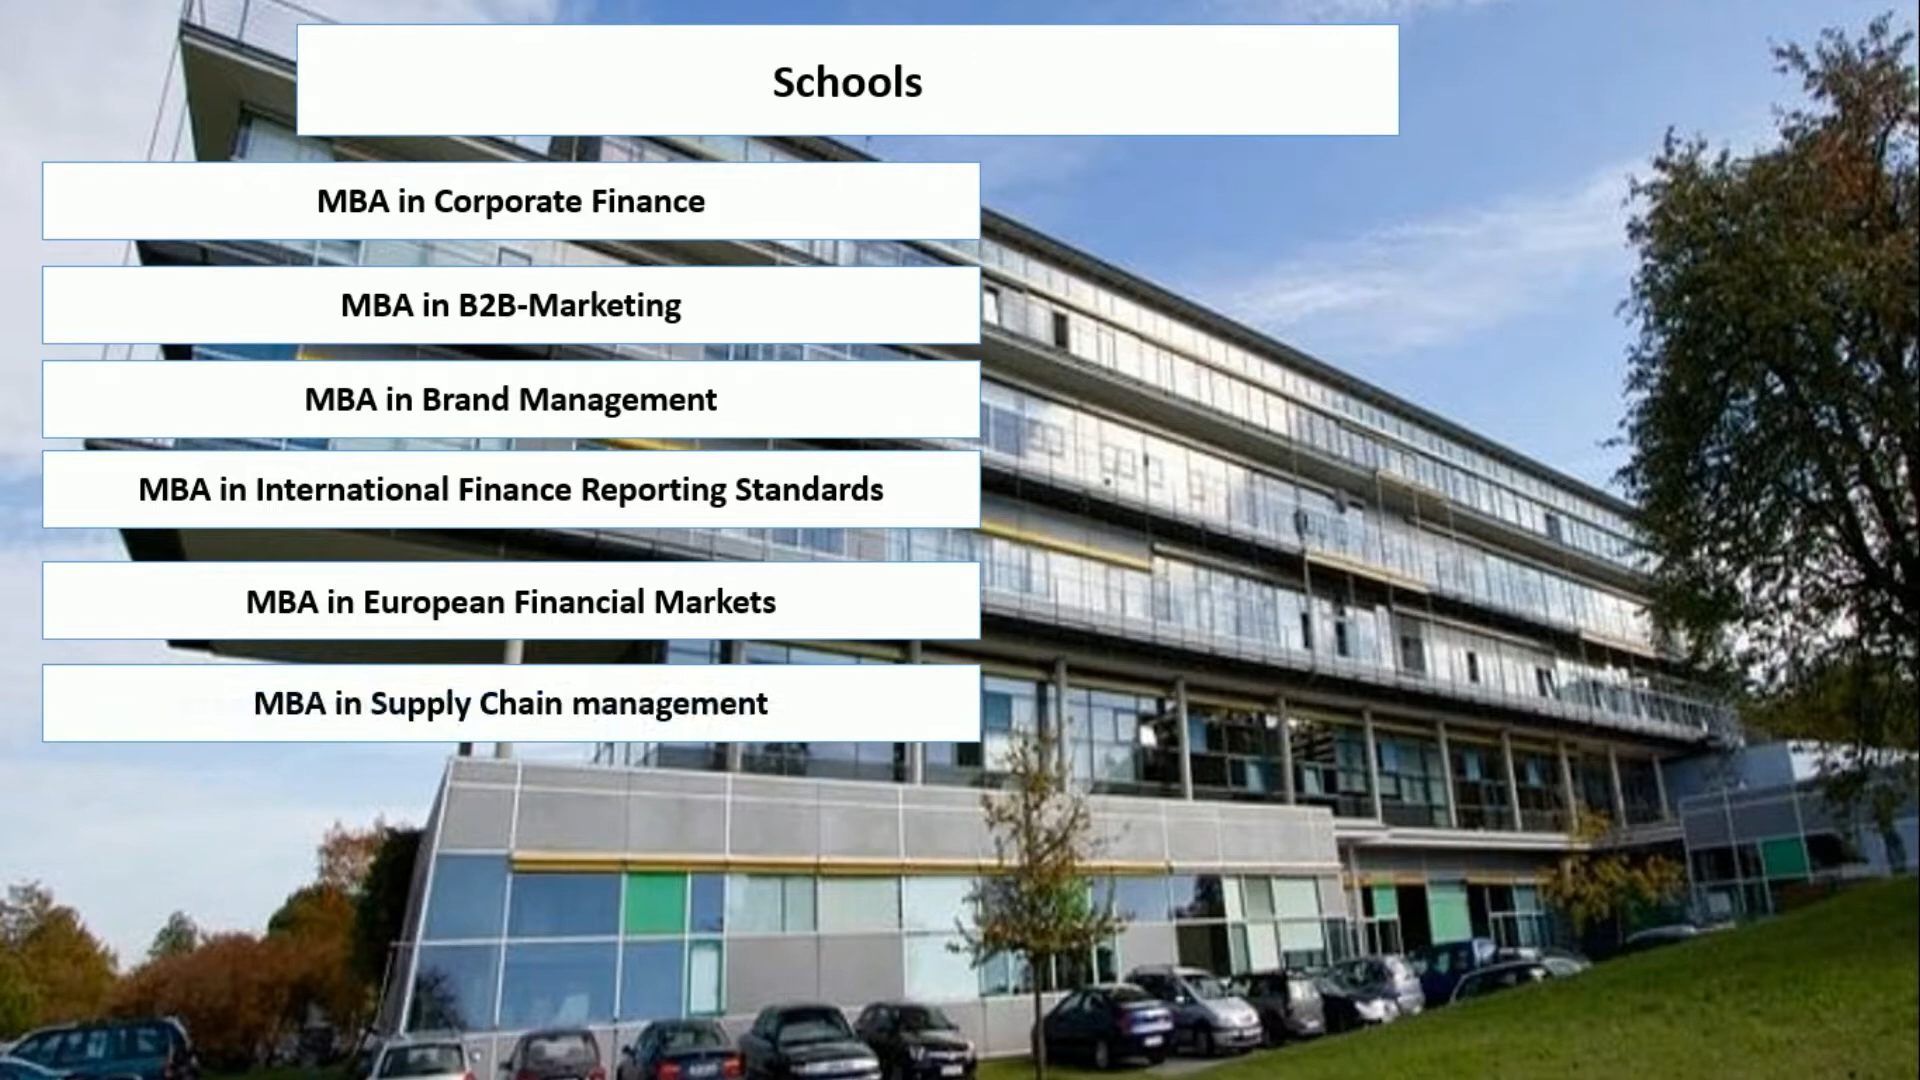 Schools
MBA in Corporate Finance
MBA in B2B-Marketing
MBA in Brand Management
MBA in International Finance Reporting Standards
MBA in European Financial Markets
MBA in Supply Chain management